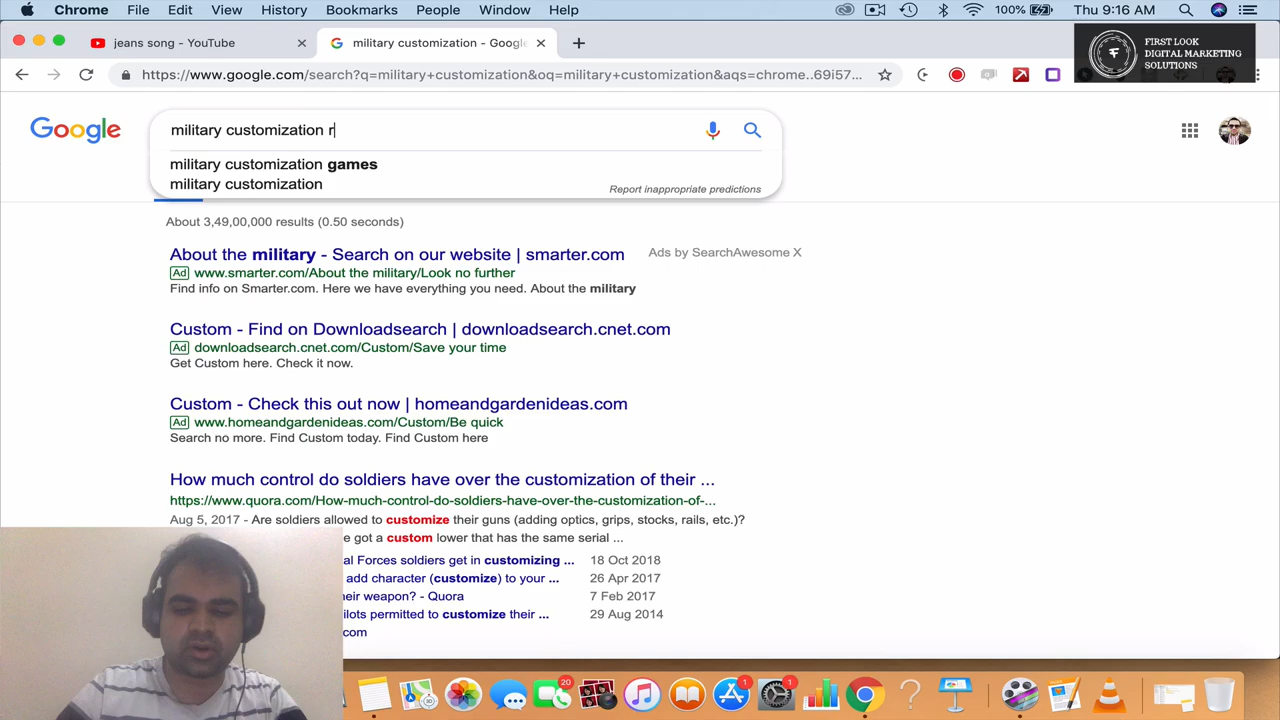 Chrome File Edit View History Bookmarks People Window Help 100% Thu 9:16 AM
jeans song - YouTube
military customization - Google
FIRST LOOK
DIGITAL MARKETING
SOLUTIONS
https://www.google.com/search?q=military+customization&oq=military+customization&aqs=chrome..69i57...
Google
military customization r
military customization games
military customization
Report inappropriate predictions
About 3,49,00,000 results (0.50 seconds)
About the military - Search on our website | smarter.com
Ads by SearchAwesome X
Ad www.smarter.com/About the military/Look no further
Find info on Smarter.com. Here we have everything you need. About the military
Custom - Find on Downloadsearch | downloadsearch.cnet.com
Ad downloadsearch.cnet.com/Custom/Save your time
Get Custom here. Check it now.
Custom - Check this out now | homeandgardenideas.com
Ad www.homeandgardenideas.com/Custom/Be quick
Search no more. Find Custom today. Find Custom here
How much control do soldiers have over the customization of their ...
https://www.quora.com/How-much-control-do-soldiers-have-over-the-customization-of-...
Aug 5, 2017 - Are soldiers allowed to customize their guns (adding optics, grips, stocks, rails, etc.)?
got a custom lower that has the same serial ...
al Forces soldiers get in customizing ... 18 Oct 2018
add character (customize) to your ... 26 Apr 2017
heir weapon? - Quora 7 Feb 2017
ilots permitted to customize their ... 29 Aug 2014
com
20
1
1